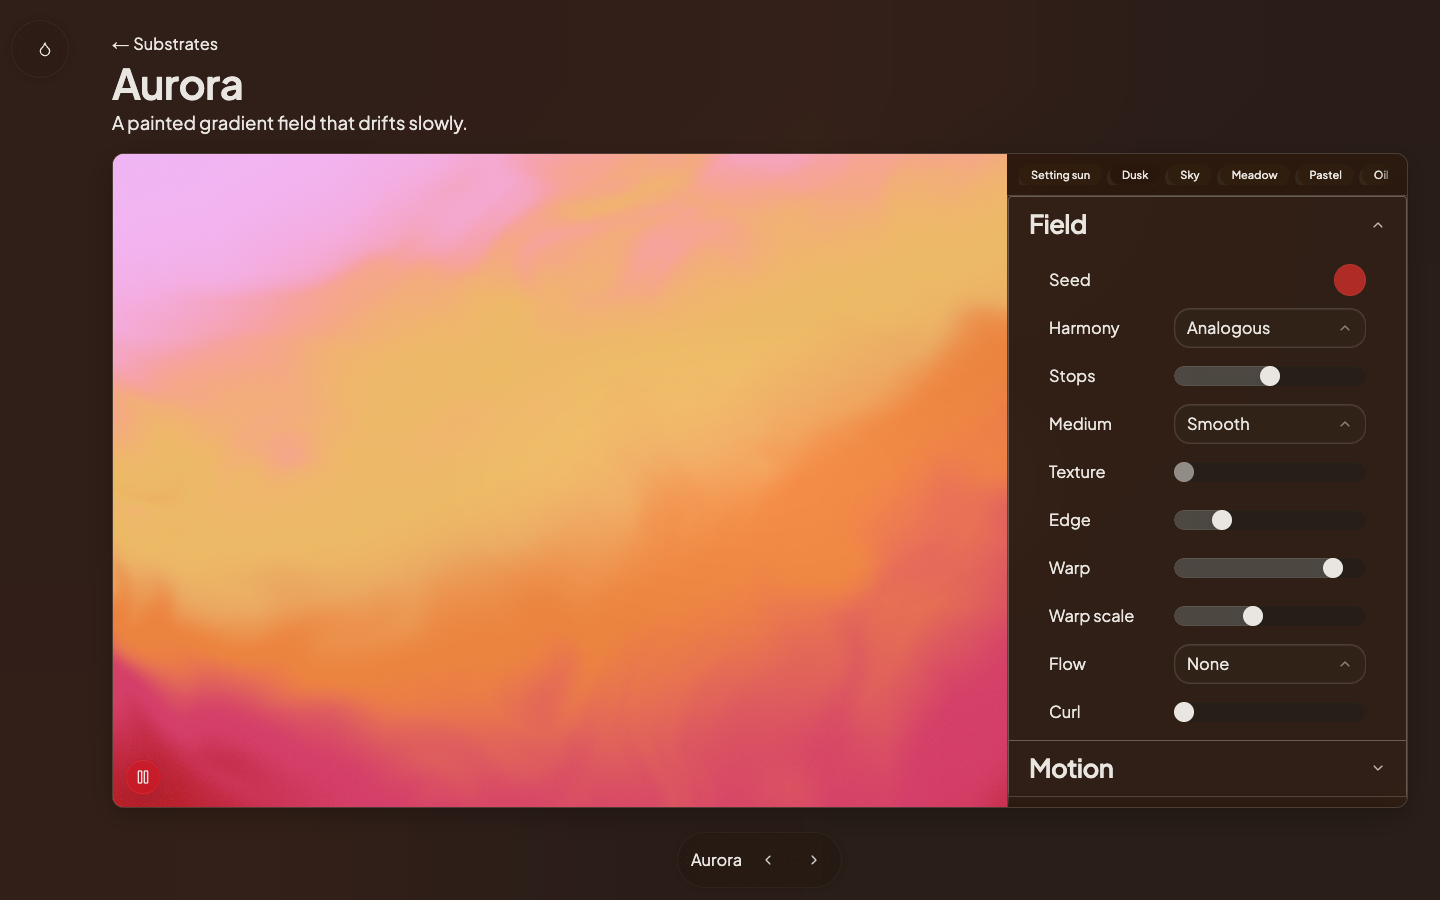 ← Substrates
Aurora
A painted gradient field that drifts slowly.
Setting sun
Dusk
Sky
Meadow
Pastel
Oil
Field
Seed
Harmony
Analogous
Stops
Medium
Smooth
Texture
Edge
Warp
Warp scale
Flow
None
Curl
Motion
Aurora